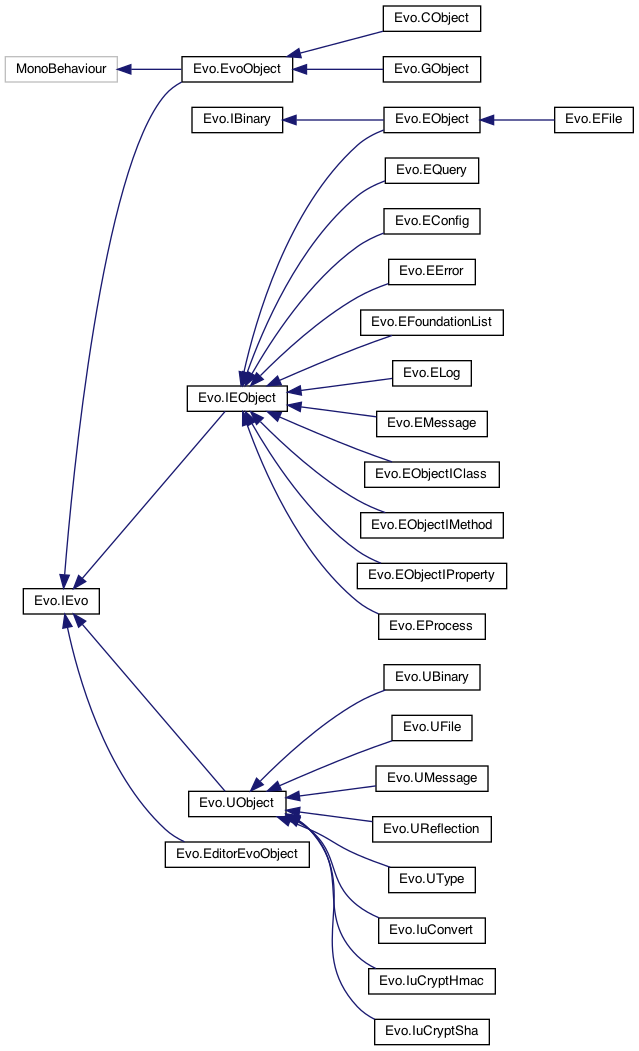 Evo.CObject
MonoBehaviour
Evo.EvoObject
Evo.GObject
Evo.IBinary
Evo.EObject
Evo.EFile
Evo.EQuery
Evo.EConfig
Evo.EError
Evo.EFoundationList
Evo.ELog
Evo.IEObject
Evo.EMessage
Evo.EObjectIClass
Evo.EObjectIMethod
Evo.EObjectIProperty
Evo.IEvo
Evo.EProcess
Evo.UBinary
Evo.UFile
Evo.UMessage
Evo.UObject
Evo.UReflection
Evo.EditorEvoObject
Evo.UType
Evo.IuConvert
Evo.IuCryptHmac
Evo.IuCryptSha